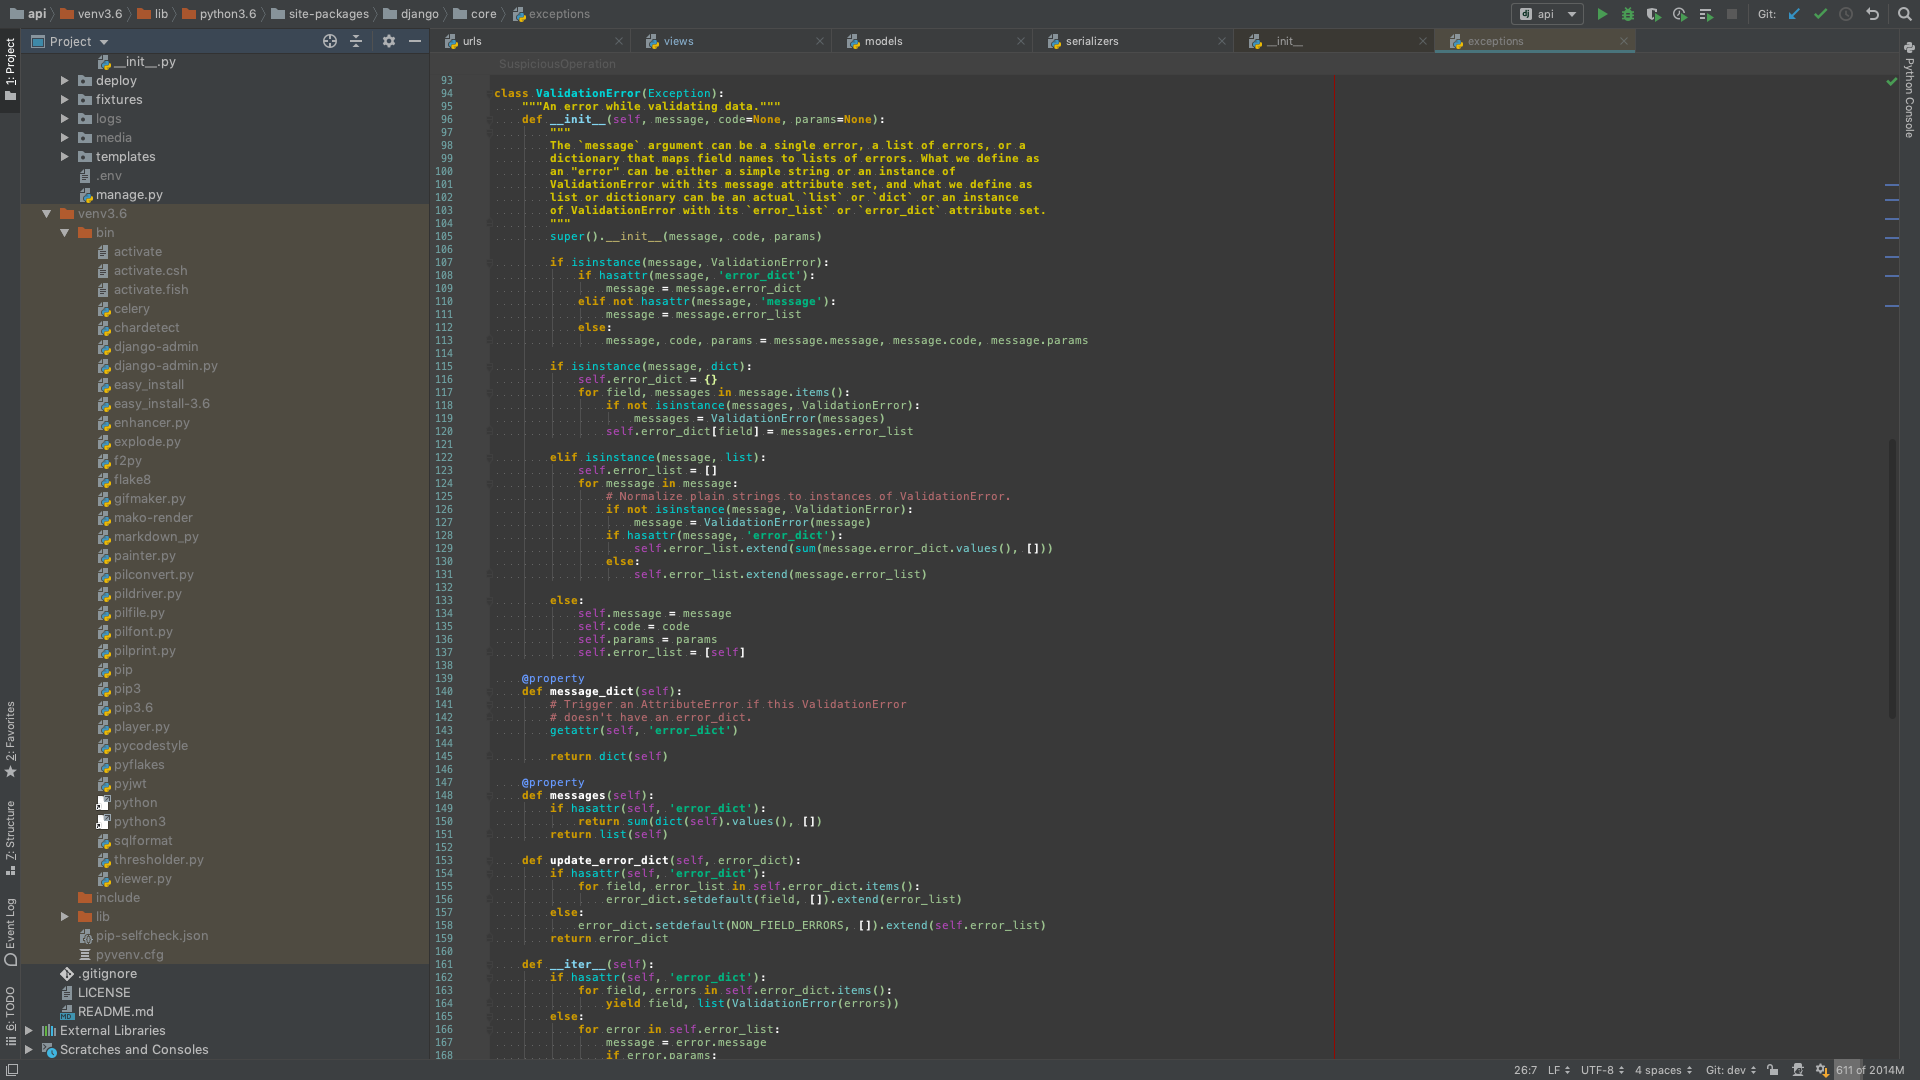 api venv3.6 lib python3.6 site-packages django core exceptions api Git:
1: Project
Project
urls views models serializers __init__ exceptions
Python Console
SuspiciousOperation
__init__.py
deploy
fixtures
logs
media
templates
.env
manage.py
venv3.6
bin
activate
activate.csh
activate.fish
celery
chardetect
django-admin
django-admin.py
easy_install
easy_install-3.6
enhancer.py
explode.py
f2py
flake8
gifmaker.py
mako-render
markdown_py
painter.py
pilconvert.py
pildriver.py
pilfile.py
pilfont.py
pilprint.py
pip
pip3
pip3.6
player.py
pycodestyle
pyflakes
pyjwt
python
python3
sqlformat
thresholder.py
viewer.py
include
lib
pip-selfcheck.json
pyvenv.cfg
.gitignore
LICENSE
README.md
External Libraries
Scratches and Consoles
2: Favorites
Z: Structure
Event Log
6: TODO
93
94 class ValidationError(Exception):
95 """An error while validating data."""
96 def __init__(self, message, code=None, params=None):
97 """
98 The `message` argument can be a single error, a list of errors, or a
99 dictionary that maps field names to lists of errors. What we define as
100 an "error" can be either a simple string or an instance of
101 ValidationError with its message attribute set, and what we define as
102 list or dictionary can be an actual `list` or `dict` or an instance
103 of ValidationError with its `error_list` or `error_dict` attribute set.
104 """
105 super().__init__(message, code, params)
106
107 if isinstance(message, ValidationError):
108 if hasattr(message, 'error_dict'):
109 message = message.error_dict
110 elif not hasattr(message, 'message'):
111 message = message.error_list
112 else:
113 message, code, params = message.message, message.code, message.params
114
115 if isinstance(message, dict):
116 self.error_dict = {}
117 for field, messages in message.items():
118 if not isinstance(messages, ValidationError):
119 messages = ValidationError(messages)
120 self.error_dict[field] = messages.error_list
121
122 elif isinstance(message, list):
123 self.error_list = []
124 for message in message:
125 # Normalize plain strings to instances of ValidationError.
126 if not isinstance(message, ValidationError):
127 message = ValidationError(message)
128 if hasattr(message, 'error_dict'):
129 self.error_list.extend(sum(message.error_dict.values(), []))
130 else:
131 self.error_list.extend(message.error_list)
132
133 else:
134 self.message = message
135 self.code = code
136 self.params = params
137 self.error_list = [self]
138
139 @property
140 def message_dict(self):
141 # Trigger an AttributeError if this ValidationError
142 # doesn't have an error_dict.
143 getattr(self, 'error_dict')
144
145 return dict(self)
146
147 @property
148 def messages(self):
149 if hasattr(self, 'error_dict'):
150 return sum(dict(self).values(), [])
151 return list(self)
152
153 def update_error_dict(self, error_dict):
154 if hasattr(self, 'error_dict'):
155 for field, error_list in self.error_dict.items():
156 error_dict.setdefault(field, []).extend(error_list)
157 else:
158 error_dict.setdefault(NON_FIELD_ERRORS, []).extend(self.error_list)
159 return error_dict
160
161 def __iter__(self):
162 if hasattr(self, 'error_dict'):
163 for field, errors in self.error_dict.items():
164 yield field, list(ValidationError(errors))
165 else:
166 for error in self.error_list:
167 message = error.message
168 if error.params:
26:7 LF UTF-8 4 spaces Git: dev 611 of 2014M